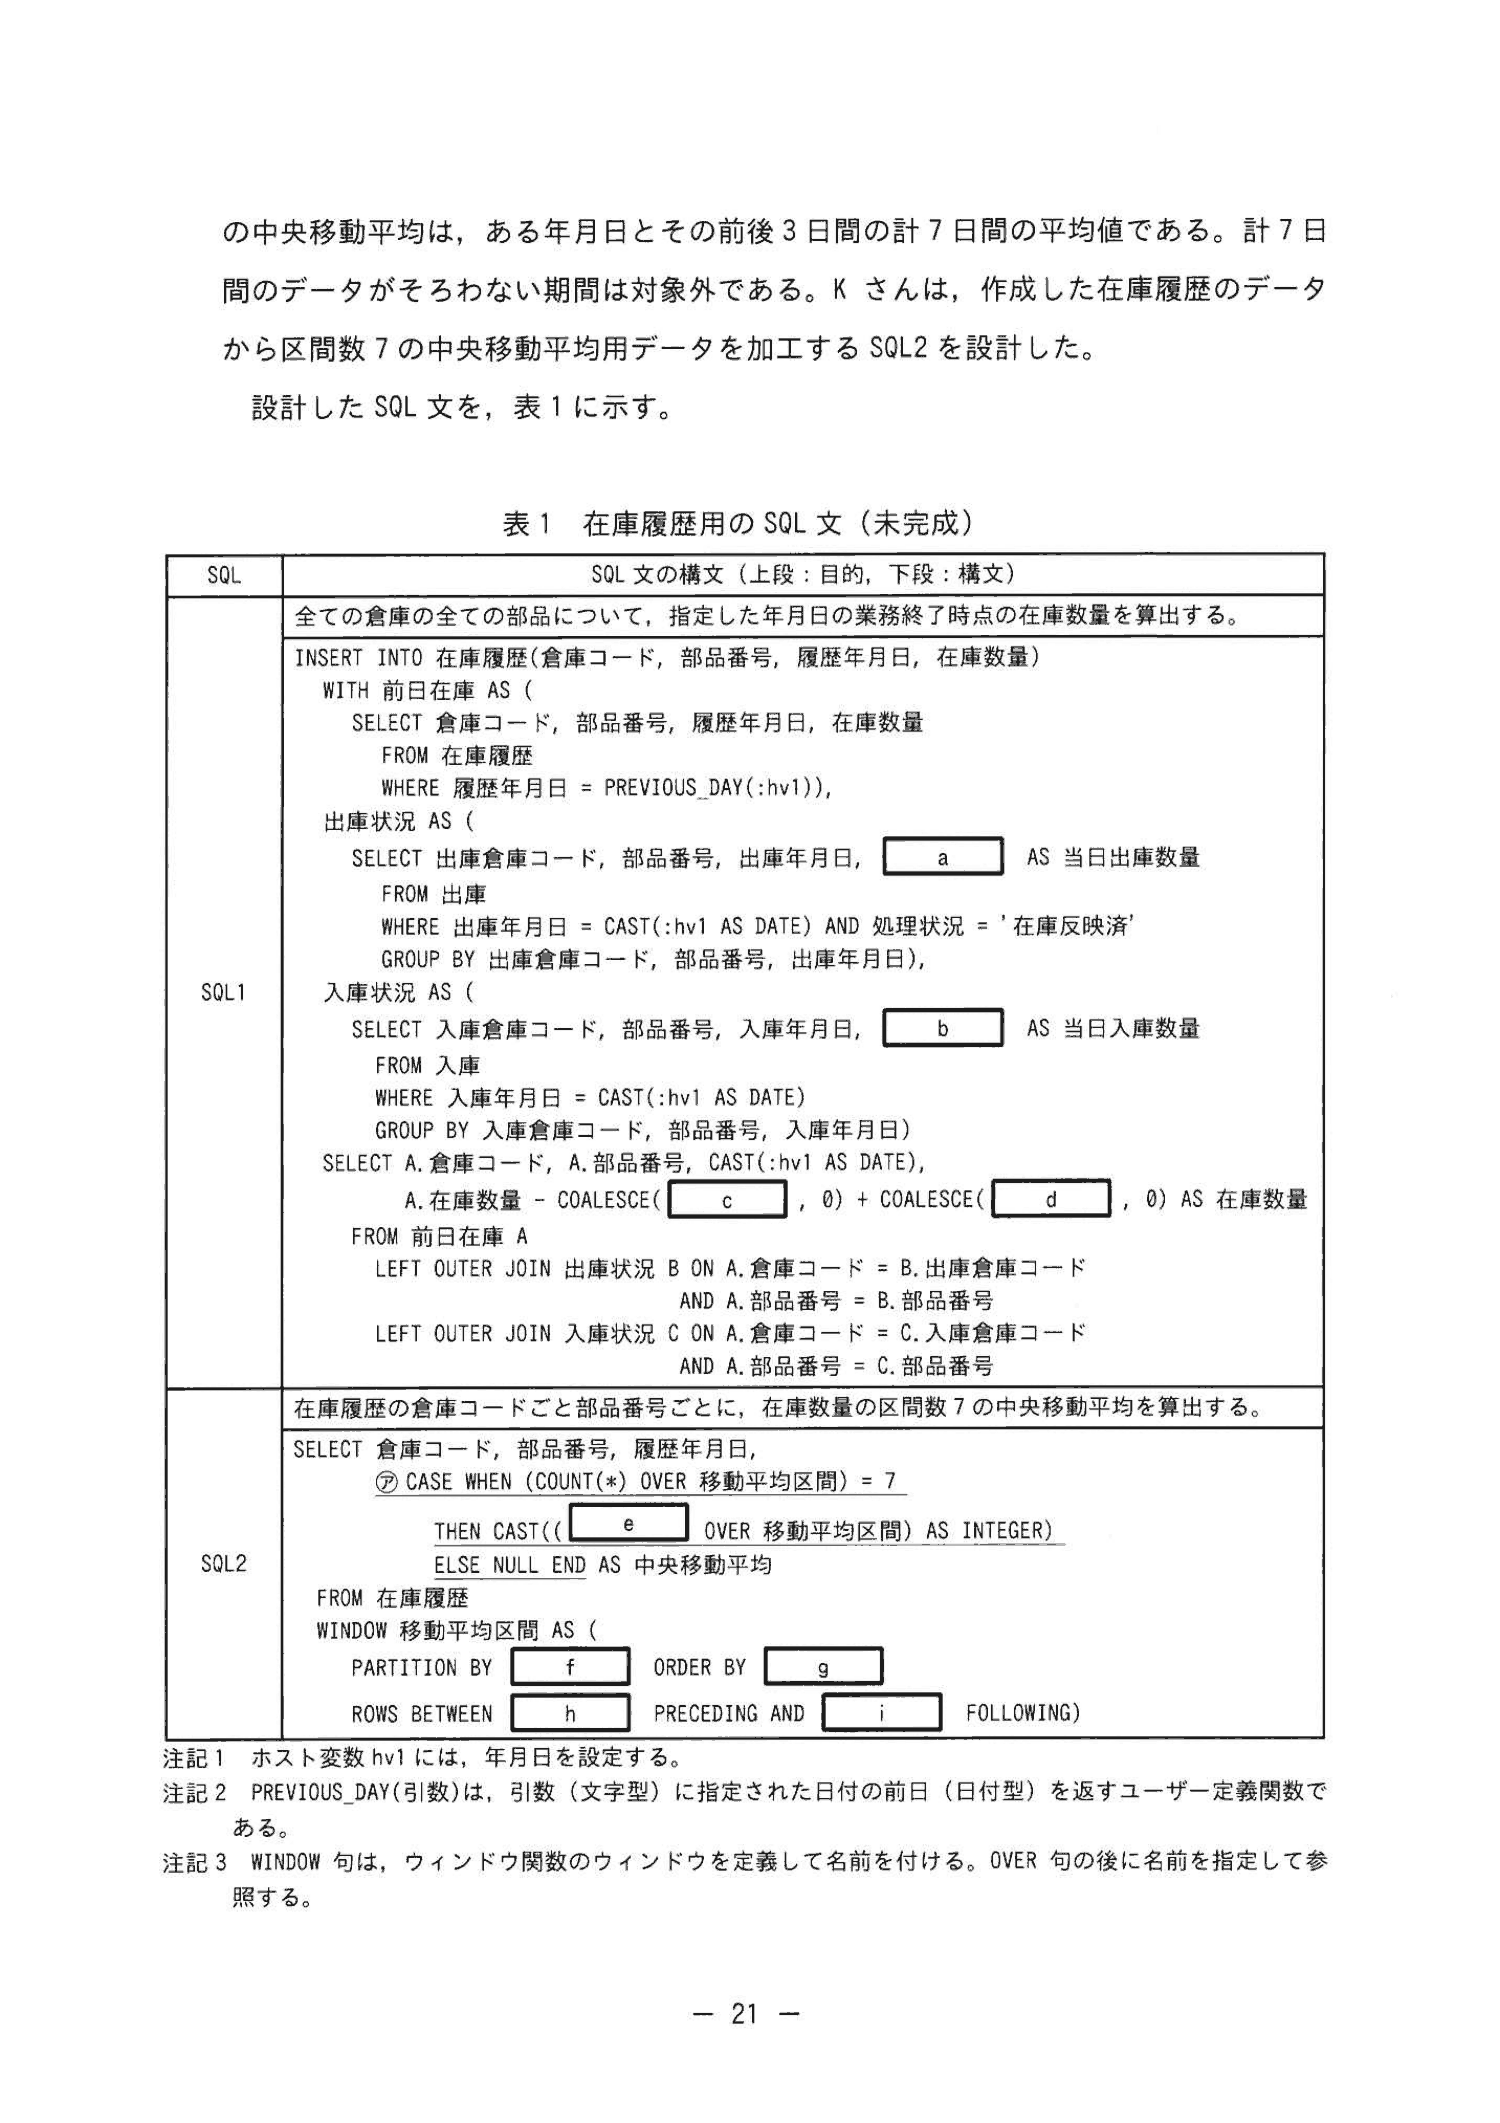 の中央移動平均は，ある年月日とその前後 3 日間の計 7 日間の平均値である。計 7 日
間のデータがそろわない期間は対象外である。K さんは，作成した在庫履歴のデータ
から区間数 7 の中央移動平均用データを加工する SQL2 を設計した。
設計した SQL 文を，表 1 に示す。
表 1　在庫履歴用の SQL 文（未完成）
SQL
SQL 文の構文（上段：目的，下段：構文）
SQL1
全ての倉庫の全ての部品について，指定した年月日の業務終了時点の在庫数量を算出する。
INSERT INTO 在庫履歴(倉庫コード, 部品番号, 履歴年月日, 在庫数量)
WITH 前日在庫 AS (
SELECT 倉庫コード, 部品番号, 履歴年月日, 在庫数量
FROM 在庫履歴
WHERE 履歴年月日 = PREVIOUS_DAY(:hv1)),
出庫状況 AS (
SELECT 出庫倉庫コード, 部品番号, 出庫年月日, a AS 当日出庫数量
FROM 出庫
WHERE 出庫年月日 = CAST(:hv1 AS DATE) AND 処理状況 = '在庫反映済'
GROUP BY 出庫倉庫コード, 部品番号, 出庫年月日),
入庫状況 AS (
SELECT 入庫倉庫コード, 部品番号, 入庫年月日, b AS 当日入庫数量
FROM 入庫
WHERE 入庫年月日 = CAST(:hv1 AS DATE)
GROUP BY 入庫倉庫コード, 部品番号, 入庫年月日)
SELECT A.倉庫コード, A.部品番号, CAST(:hv1 AS DATE),
A.在庫数量 - COALESCE( c , 0) + COALESCE( d , 0) AS 在庫数量
FROM 前日在庫 A
LEFT OUTER JOIN 出庫状況 B ON A.倉庫コード = B.出庫倉庫コード
AND A.部品番号 = B.部品番号
LEFT OUTER JOIN 入庫状況 C ON A.倉庫コード = C.入庫倉庫コード
AND A.部品番号 = C.部品番号
SQL2
在庫履歴の倉庫コードごと部品番号ごとに，在庫数量の区間数 7 の中央移動平均を算出する。
SELECT 倉庫コード, 部品番号, 履歴年月日,
㋐ CASE WHEN (COUNT(*) OVER 移動平均区間) = 7
THEN CAST(( e OVER 移動平均区間) AS INTEGER)
ELSE NULL END AS 中央移動平均
FROM 在庫履歴
WINDOW 移動平均区間 AS (
PARTITION BY f ORDER BY g
ROWS BETWEEN h PRECEDING AND i FOLLOWING)
注記 1　ホスト変数 hv1 には，年月日を設定する。
注記 2　PREVIOUS_DAY(引数)は，引数（文字型）に指定された日付の前日（日付型）を返すユーザー定義関数で
ある。
注記 3　WINDOW 句は，ウィンドウ関数のウィンドウを定義して名前を付ける。OVER 句の後に名前を指定して参
照する。
－ 21 －